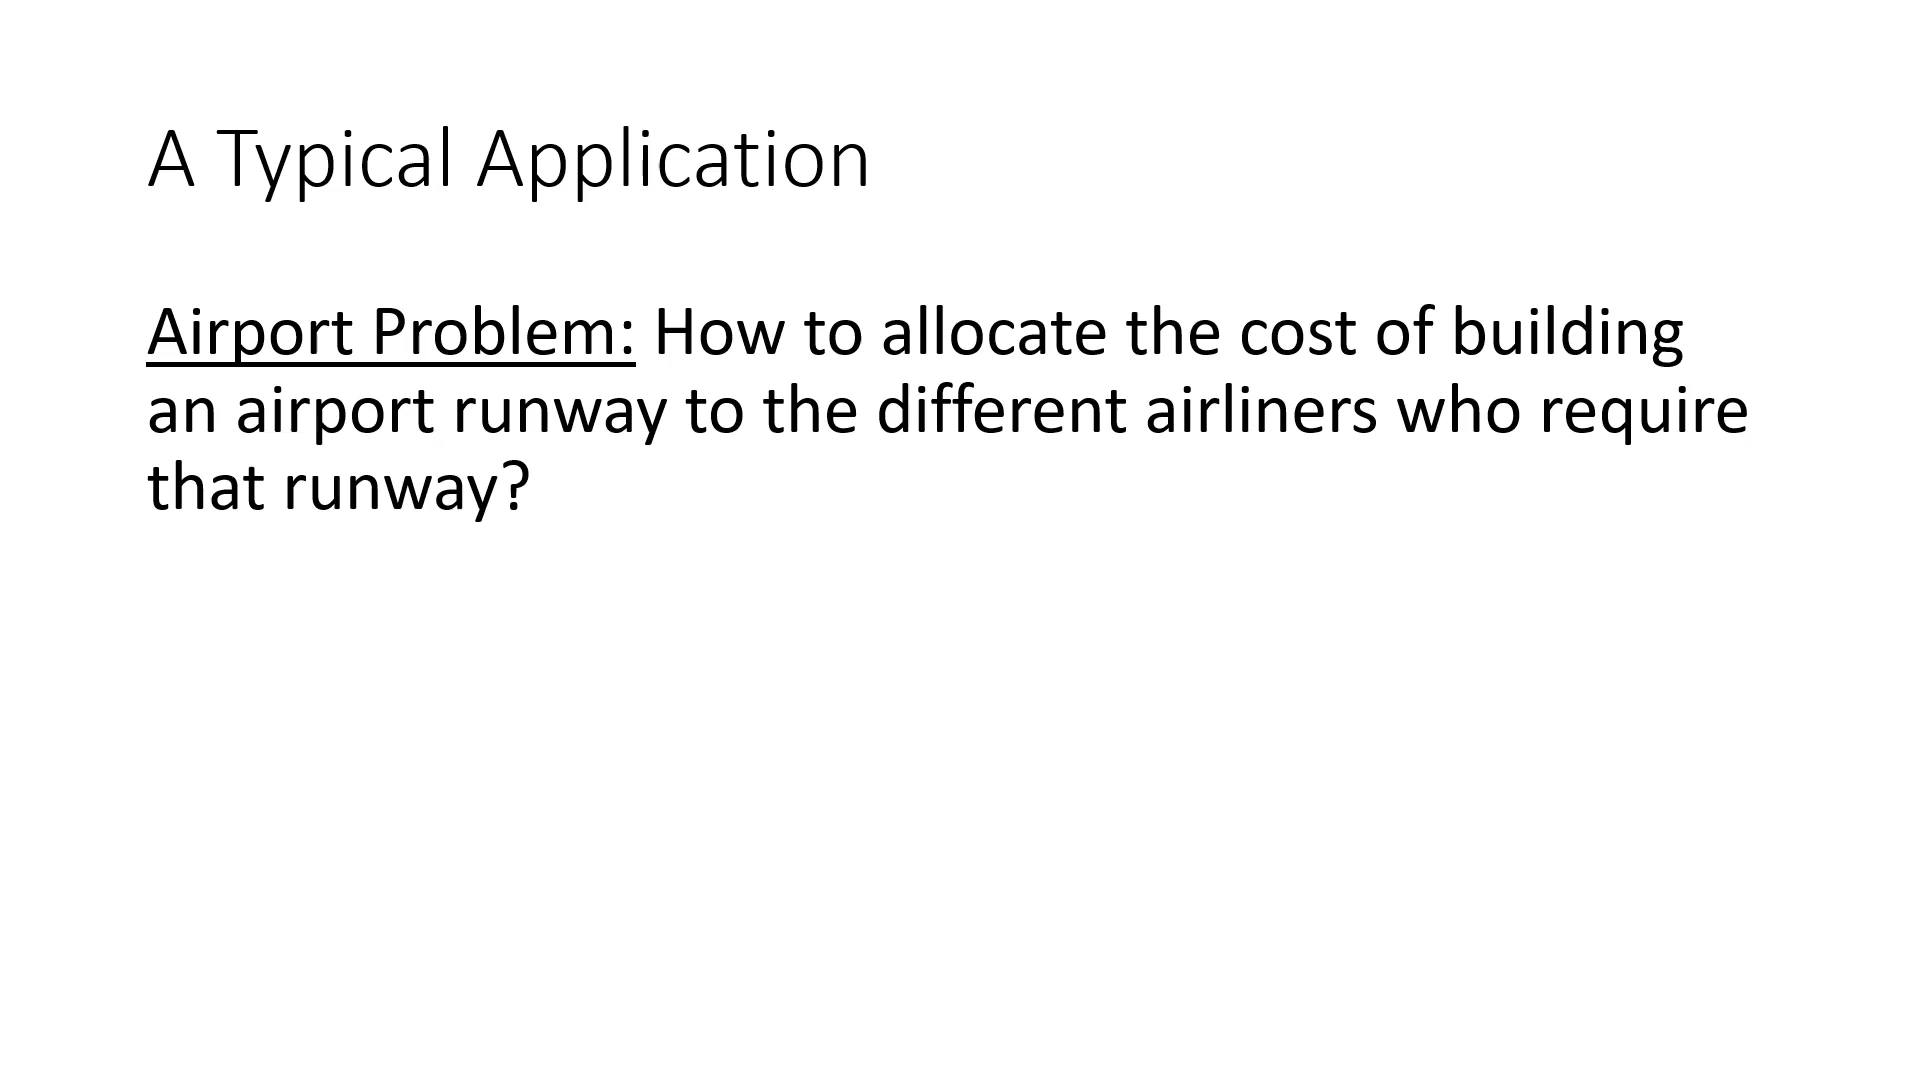 A Typical Application
Airport Problem: How to allocate the cost of building
an airport runway to the different airliners who require
that runway?